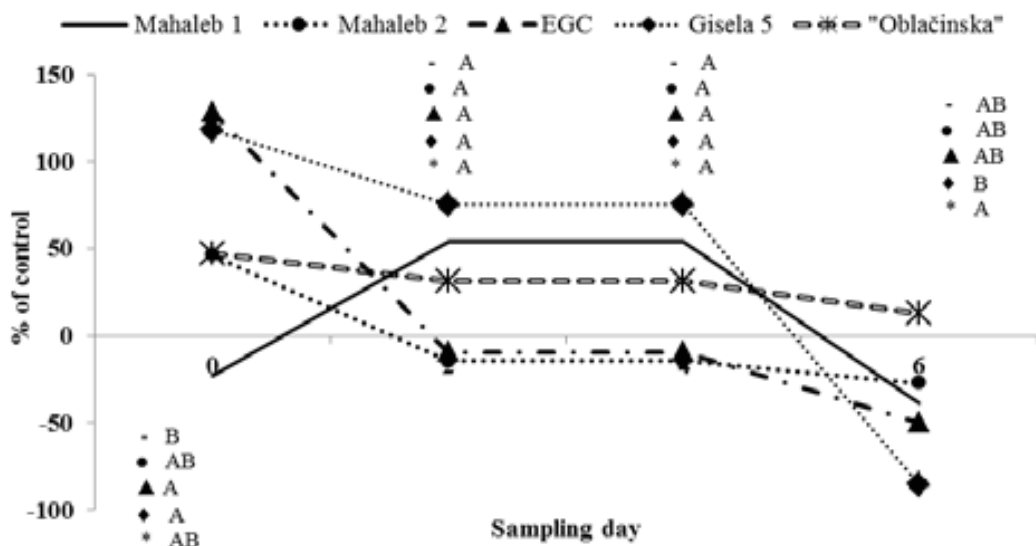 Mahaleb 1 Mahaleb 2 EGC Gisela 5 "Oblačinska"
% of control
150
100
50
0
-50
-100
B
AB
A
A
AB
A
A
A
A
A
A
A
A
A
A
AB
AB
AB
B
A
0
6
Sampling day